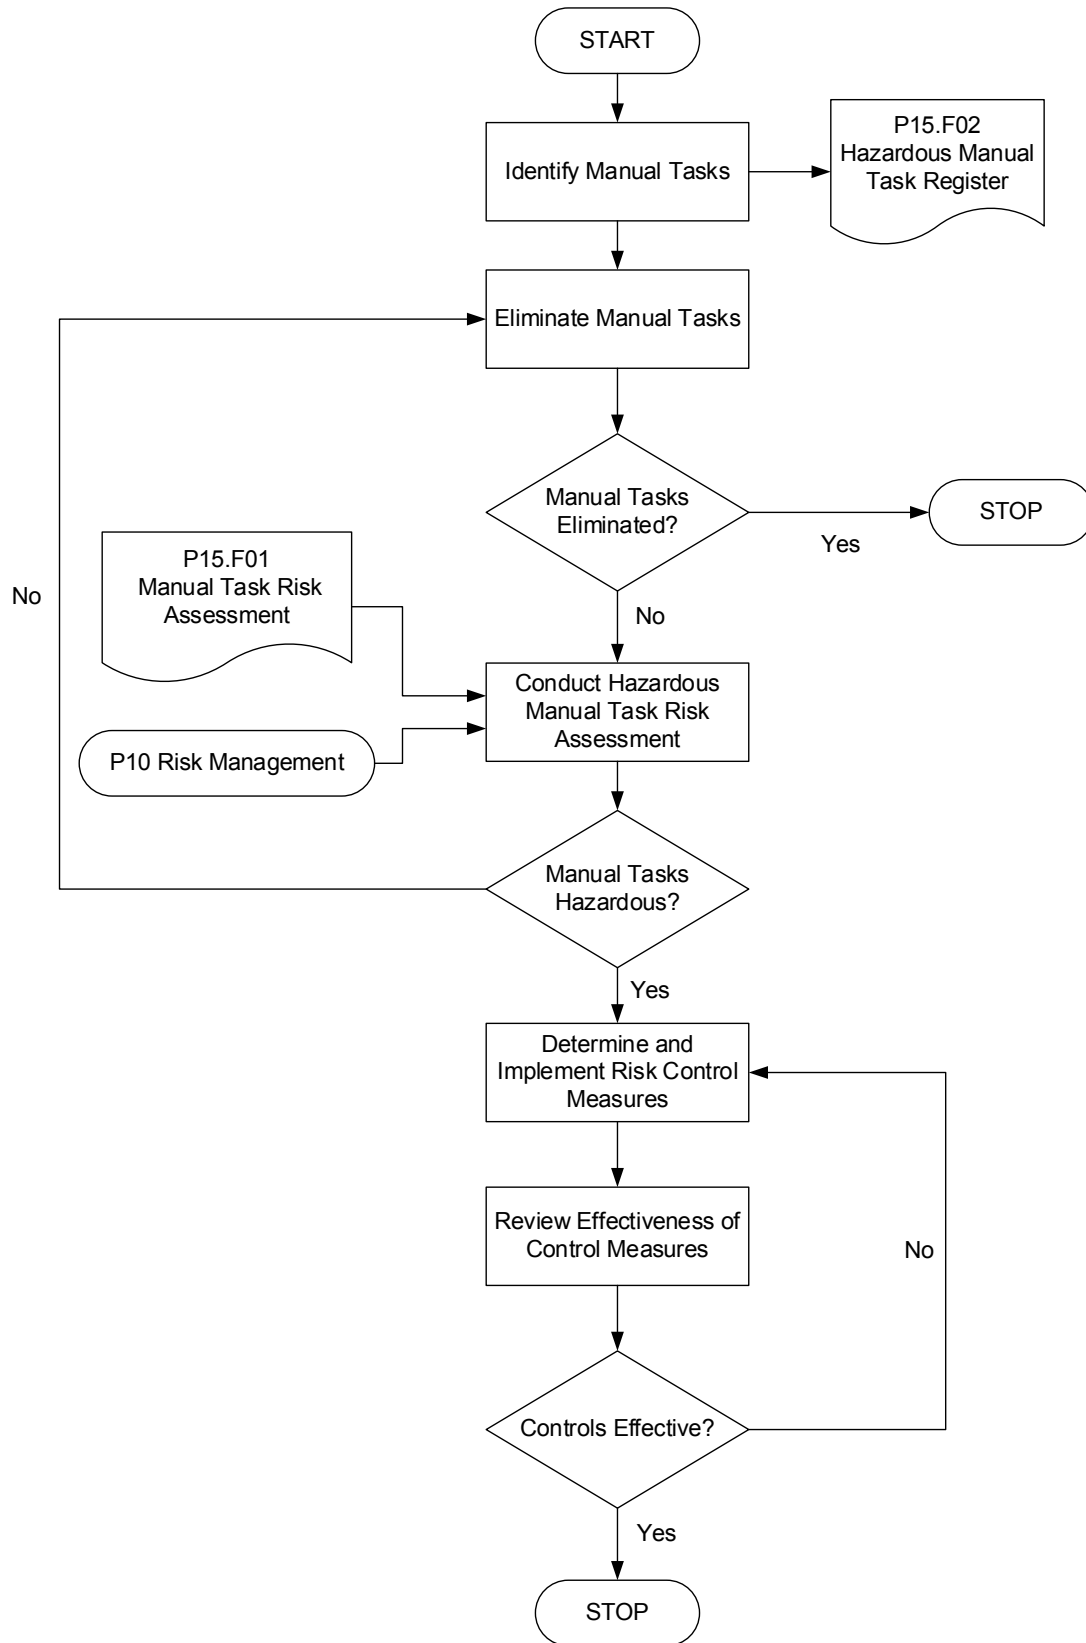 START
Identify Manual Tasks
P15.F02
Hazardous Manual
Task Register
Eliminate Manual Tasks
Manual Tasks
Eliminated?
Yes
STOP
No
P15.F01
Manual Task Risk
Assessment
No
Conduct Hazardous
Manual Task Risk
Assessment
P10 Risk Management
Manual Tasks
Hazardous?
Yes
Determine and
Implement Risk Control
Measures
Review Effectiveness of
Control Measures
No
Controls Effective?
Yes
STOP